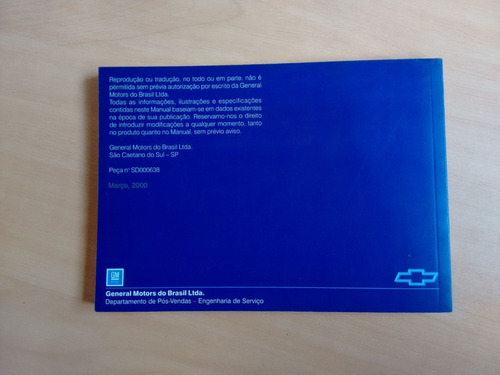 Reprodução ou tradução, no todo ou em parte, não é
permitida sem prévia autorização por escrito da General
Motors do Brasil Ltda.
Todas as informações, ilustrações e especificações
contidas neste Manual baseiam-se em dados existentes
na época de sua publicação. Reservamo-nos o direito
de introduzir modificações a qualquer momento, tanto
no produto quanto no Manual, sem prévio aviso.
General Motors do Brasil Ltda.
São Caetano do Sul – SP
Peça nº SD000638
Março, 2000
GM
General Motors do Brasil Ltda.
Departamento de Pós-Vendas - Engenharia de Serviço